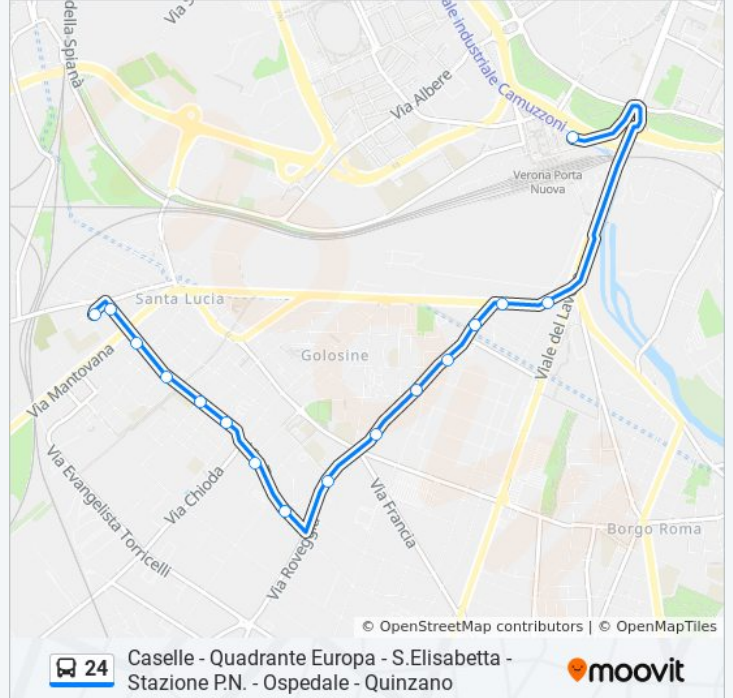 della Spianà
Via S
ale industriale Camuzzoni
Via Albere
Verona Porta
Nuova
Santa Lucia
Golosine
Viale del Lav
Via Mantovana
Via Evangelista Torricelli
Via Chioda
Via Francia
Via Roveggia
Borgo Roma
© OpenStreetMap contributors | © OpenMapTiles
24
Caselle - Quadrante Europa - S.Elisabetta -
Stazione P.N. - Ospedale - Quinzano
moovit